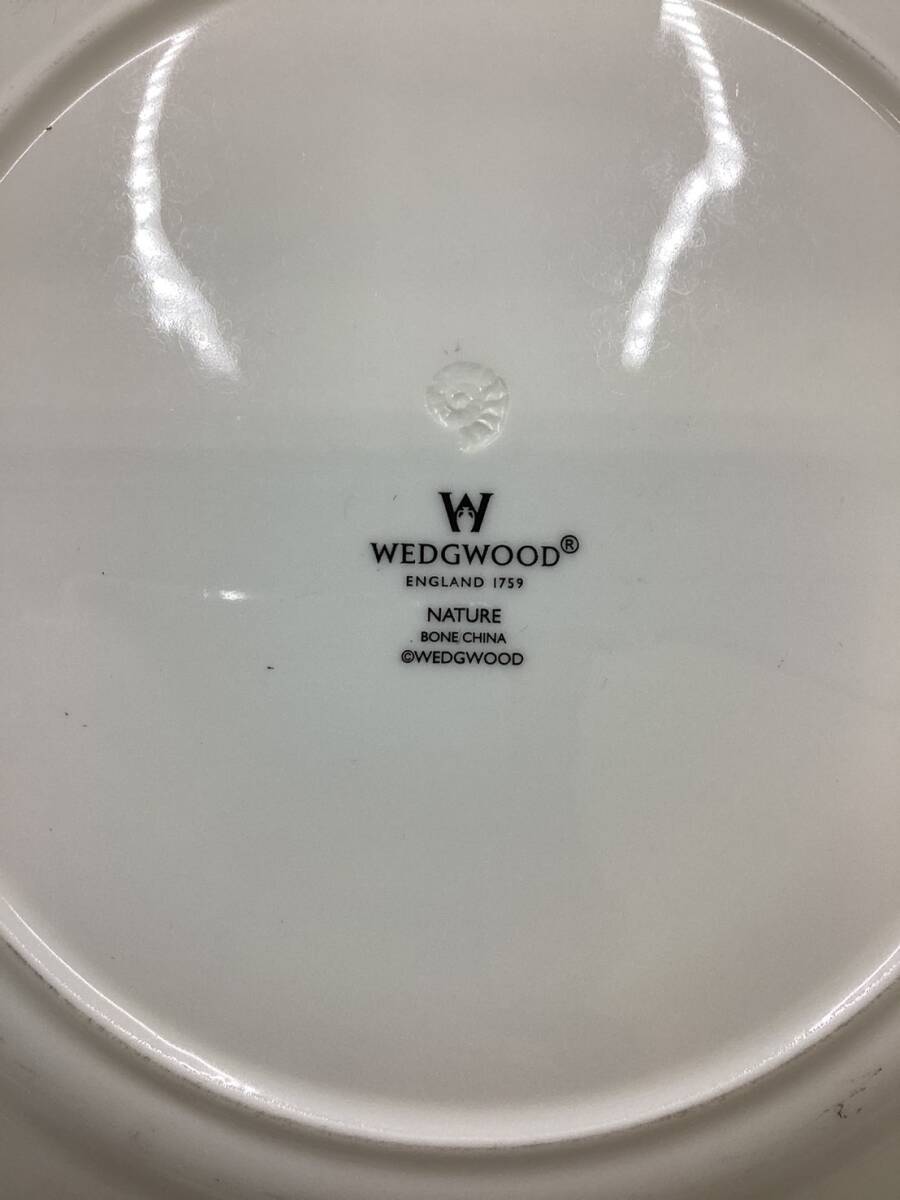 W
WEDGWOOD®
ENGLAND 1759
NATURE
BONE CHINA
©WEDGWOOD